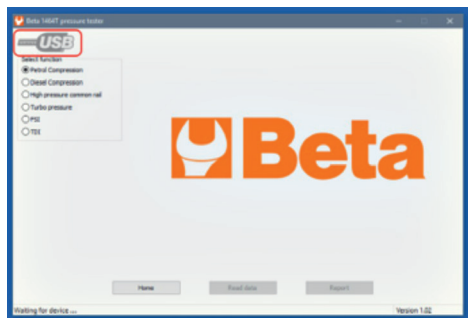 Beta 1464T pressure tester
USB
Select function
Petrol Compression
Diesel Compression
High pressure common rail
Turbo pressure
PSI
TDI
Beta
Home
Read data
Export
Waiting for device ...
Version 1.02